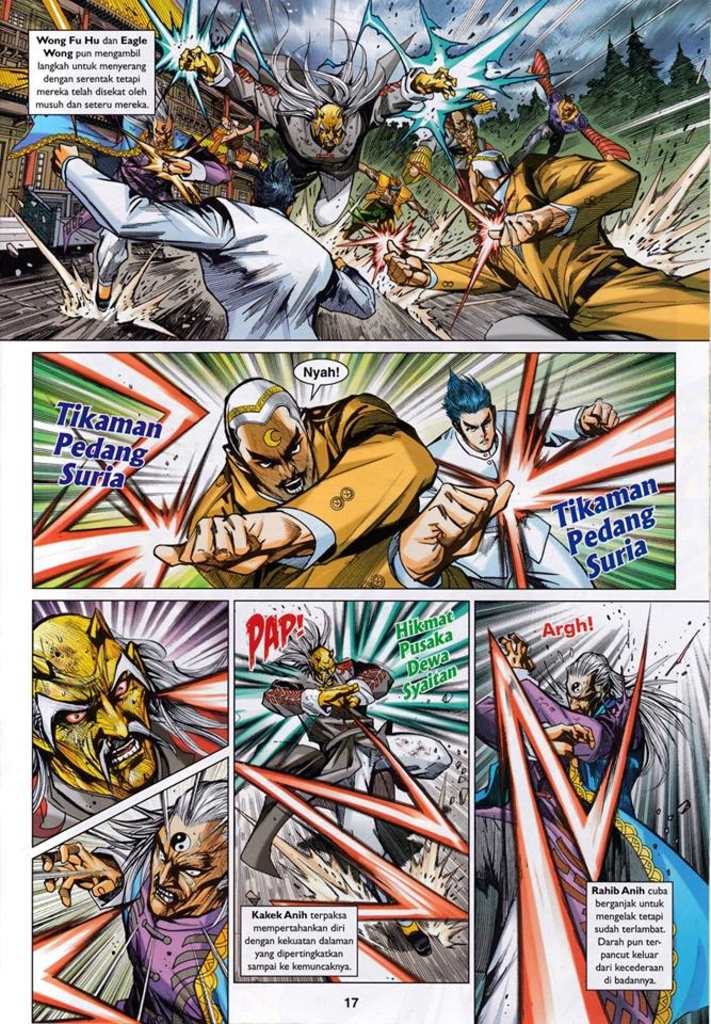 Wong Fu Hu dan Eagle
Wong pun mengambil
langkah untuk menyerang
dengan serentak tetapi
mereka telah disekat oleh
musuh dan seteru mereka.
Nyah!
Tikaman
Pedang
Suria
Tikaman
Pedang
Suria
PAP!
Hikmat
Pusaka
Dewa
Syaitan
Kakek Anih terpaksa
mempertahankan diri
dengan kekuatan dalaman
yang dipertingkatkan
sampai ke kemuncaknya.
Argh!
Rahib Anih cuba
berganjak untuk
mengelak tetapi
sudah terlambat.
Darah pun ter-
pancut keluar
dari kecederaan
di badannya.
17